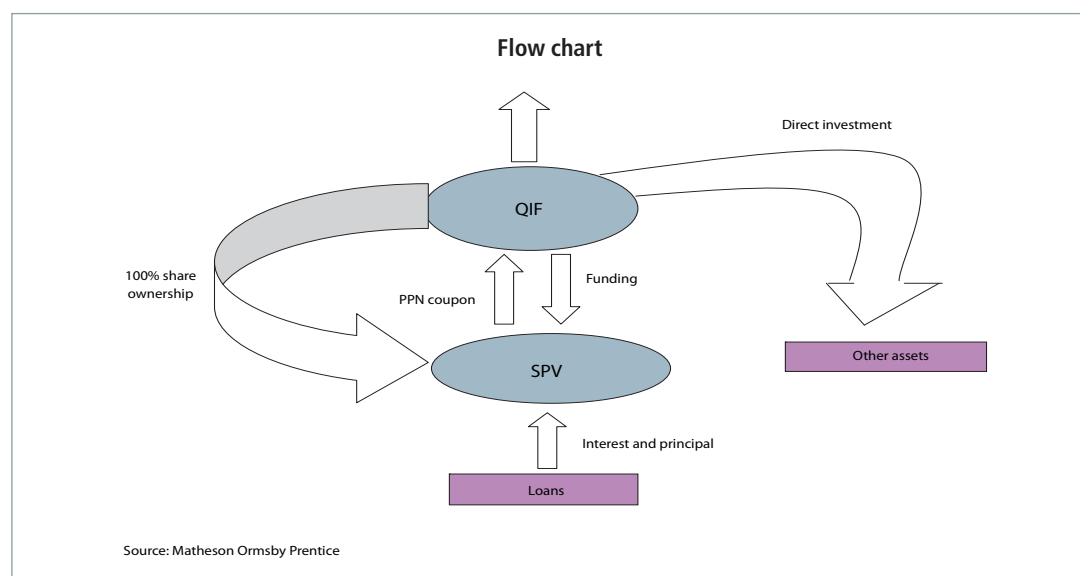 Flow chart
Direct investment
QIF
100% share
ownership
Funding
PPN coupon
Other assets
SPV
Interest and principal
Loans
Source: Matheson Ormsby Prentice